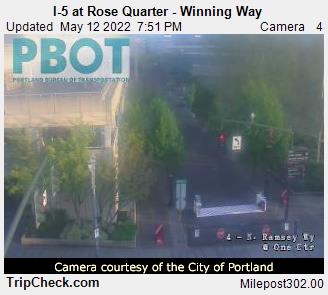 I-5 at Rose Quarter - Winning Way
Updated May 12 2022 7:51 PM Camera 4
PBOT
PORTLAND BUREAU OF TRANSPORTATION
4 - N. Ramsey Wy
@ One Ctr
Camera courtesy of the City of Portland
TripCheck.com Milepost302.00